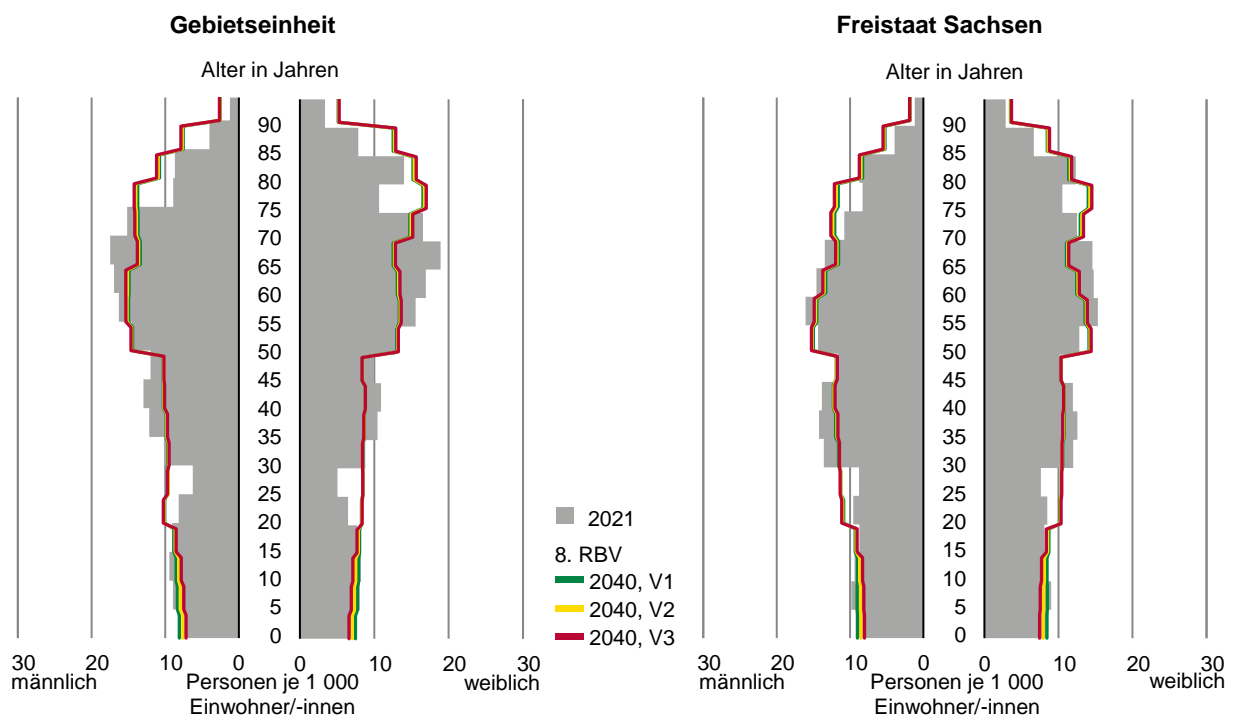 Gebietseinheit
Freistaat Sachsen
Alter in Jahren
Alter in Jahren
90
85
80
75
70
65
60
55
50
45
40
35
30
25
20
15
10
5
0
90
85
80
75
70
65
60
55
50
45
40
35
30
25
20
15
10
5
0
2021
8. RBV
2040, V1
2040, V2
2040, V3
30 20 10 0 0 10 20 30
männlich Personen je 1 000 weiblich
Einwohner/-innen
30 20 10 0 0 10 20 30
männlich Personen je 1 000 weiblich
Einwohner/-innen